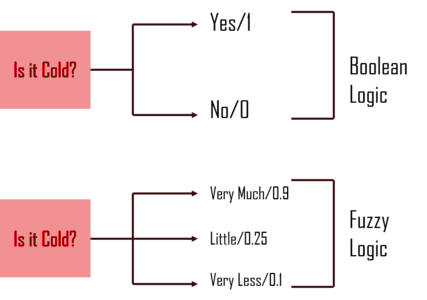 Is it Cold?
Yes/1
No/0
Boolean
Logic
Is it Cold?
Very Much/0.9
Little/0.25
Very Less/0.1
Fuzzy
Logic